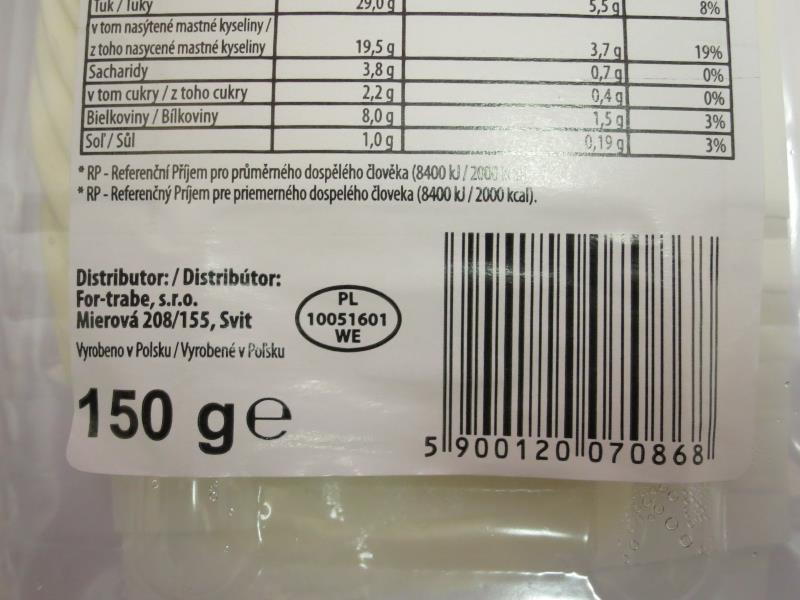 Tuk / Tuky 29,0 g 5,5 g 8%
v tom nasýtené mastné kyseliny /
z toho nasycené mastné kyseliny 19,5 g 3,7 g 19%
Sacharidy 3,8 g 0,7 g 0%
v tom cukry / z toho cukry 2,2 g 0,4 g 0%
Bielkoviny / Bílkoviny 8,0 g 1,5 g 3%
Soľ / Sůl 1,0 g 0,19 g 3%
* RP - Referenční Příjem pro průměrného dospělého člověka (8400 kJ / 2000
* RP - Referenčný Príjem pre priemerného dospelého človeka (8400 kJ / 2000 kcal).
Distributor: / Distribútor:
For-trabe, s.r.o.
Mierová 208/155, Svit
Vyrobeno v Polsku / Vyrobené v Poľsku
PL
10051601
WE
150 g e
5 900120 070868